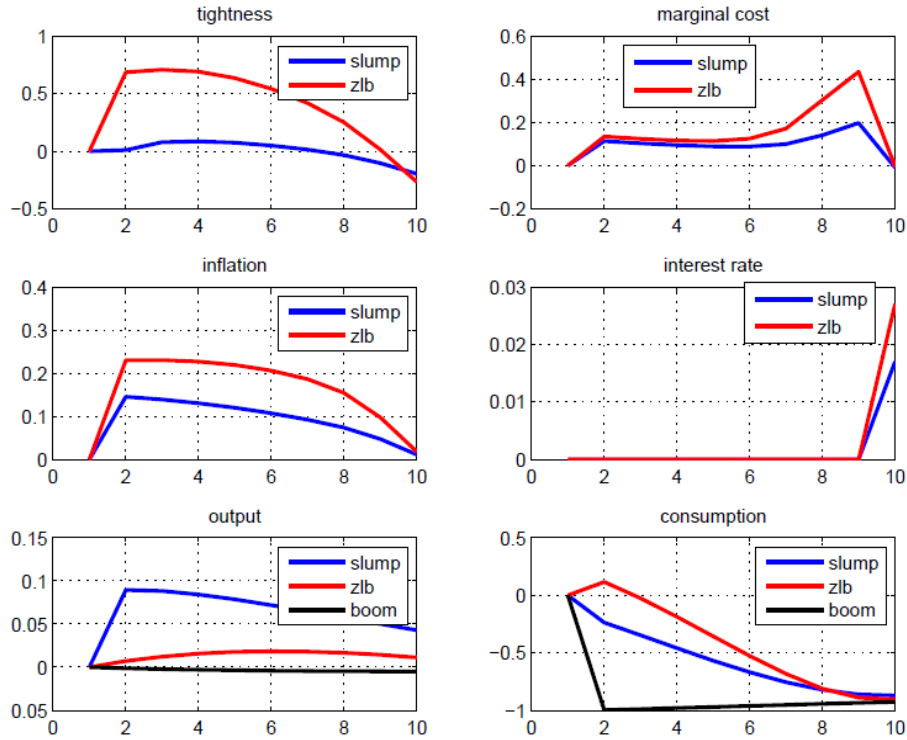 tightness
1
0.5
0
−0.5
slump
zlb
0 2 4 6 8 10
marginal cost
0.6
0.4
0.2
0
−0.2
slump
zlb
0 2 4 6 8 10
inflation
0.4
0.3
0.2
0.1
0
slump
zlb
0 2 4 6 8 10
interest rate
0.03
0.02
0.01
0
slump
zlb
0 2 4 6 8 10
output
0.15
0.10
0.05
0
0.05
slump
zlb
boom
0 2 4 6 8 10
consumption
0.5
0
−0.5
−1
slump
zlb
boom
0 2 4 6 8 10